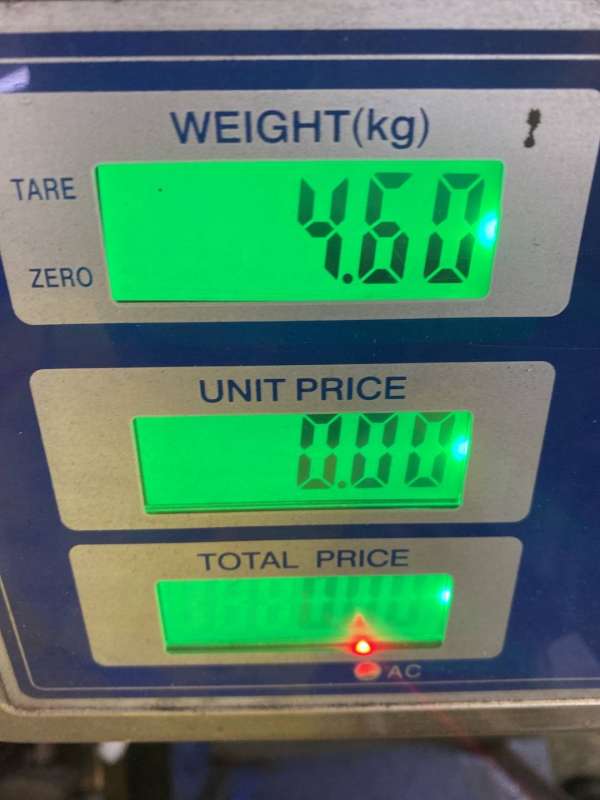 WEIGHT(kg)
TARE
4.60
ZERO
UNIT PRICE
0.00
TOTAL PRICE
AC